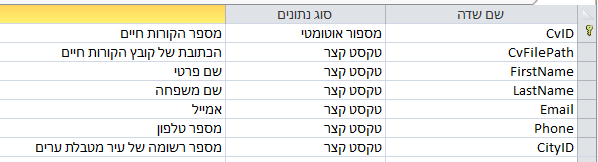 שם שדה סוג נתונים
CvID מספור אוטומטי מספר הקורות חיים
CvFilePath טקסט קצר הכתובת של קובץ הקורות חיים
FirstName טקסט קצר שם פרטי
LastName טקסט קצר שם משפחה
Email טקסט קצר אמייל
Phone טקסט קצר מספר טלפון
CityID טקסט קצר מספר רשומה של עיר מטבלת ערים